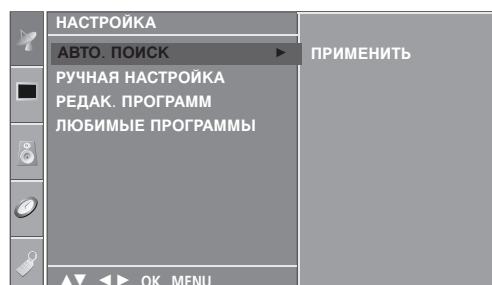 НАСТРОЙКА
АВТО. ПОИСК ►
ПРИМЕНИТЬ
РУЧНАЯ НАСТРОЙКА
РЕДАК. ПРОГРАММ
ЛЮБИМЫЕ ПРОГРАММЫ
▲▼ ◄► OK MENU